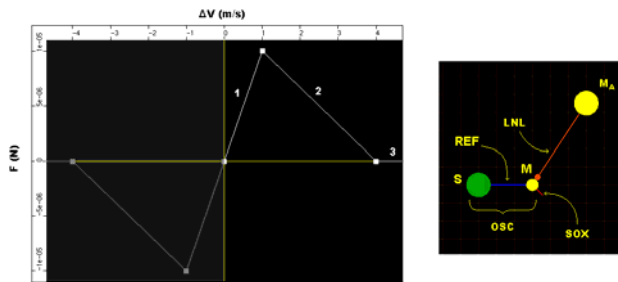 ΔV (m/s)
-4 -3 -2 -1 0 1 2 3 4
F (N)
1e-05
5e-06
0
-5e-06
-1e-05
1
2
3
MA
LNL
REF
S
M
OSC
SOX